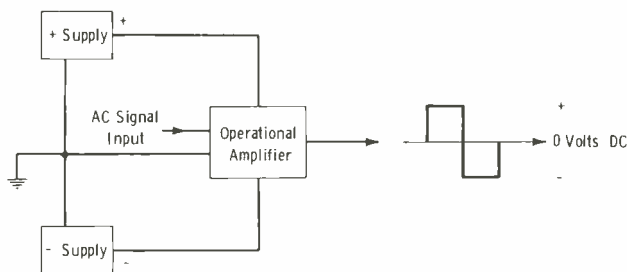 + Supply
+
AC Signal
Input
Operational
Amplifier
+
0 Volts DC
-
- Supply
-